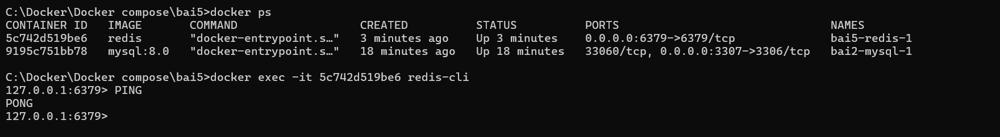 C:\Docker\Docker compose\bai5>docker ps
CONTAINER ID   IMAGE       COMMAND                  CREATED          STATUS          PORTS                               NAMES
5c742d519be6   redis       "docker-entrypoint.s…"   3 minutes ago    Up 3 minutes    0.0.0.0:6379->6379/tcp              bai5-redis-1
9195c751bb78   mysql:8.0   "docker-entrypoint.s…"   18 minutes ago   Up 18 minutes   33060/tcp, 0.0.0.0:3307->3306/tcp   bai2-mysql-1
C:\Docker\Docker compose\bai5>docker exec -it 5c742d519be6 redis-cli
127.0.0.1:6379> PING
PONG
127.0.0.1:6379>